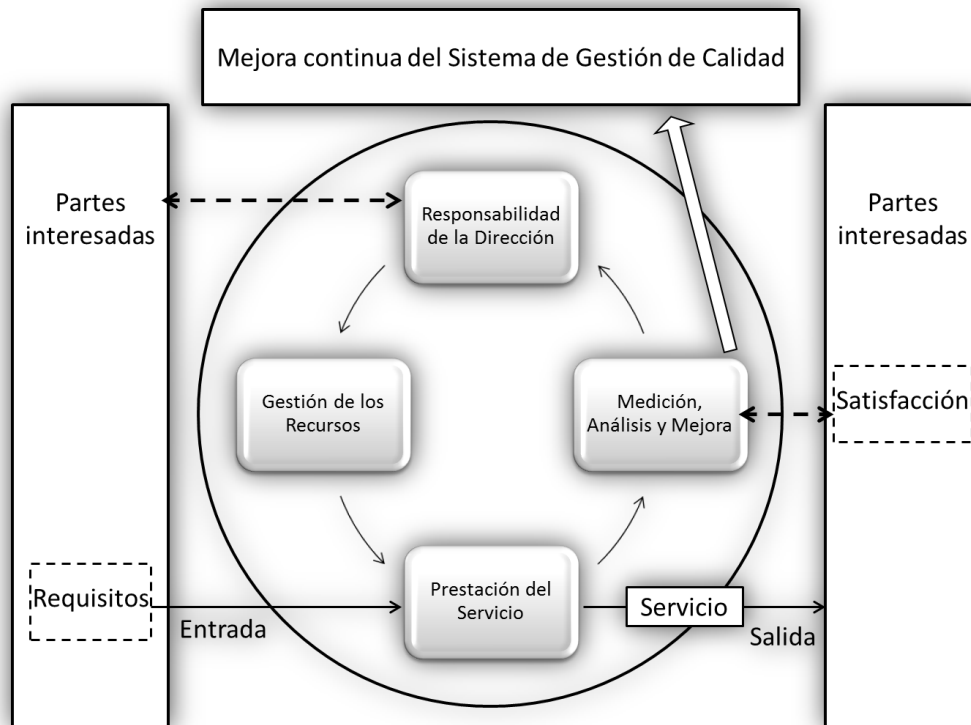 Mejora continua del Sistema de Gestión de Calidad
Partes
interesadas
Responsabilidad
de la Dirección
Partes
interesadas
Gestión de los
Recursos
Medición,
Análisis y Mejora
Satisfacción
Requisitos
Entrada
Prestación del
Servicio
Servicio
Salida